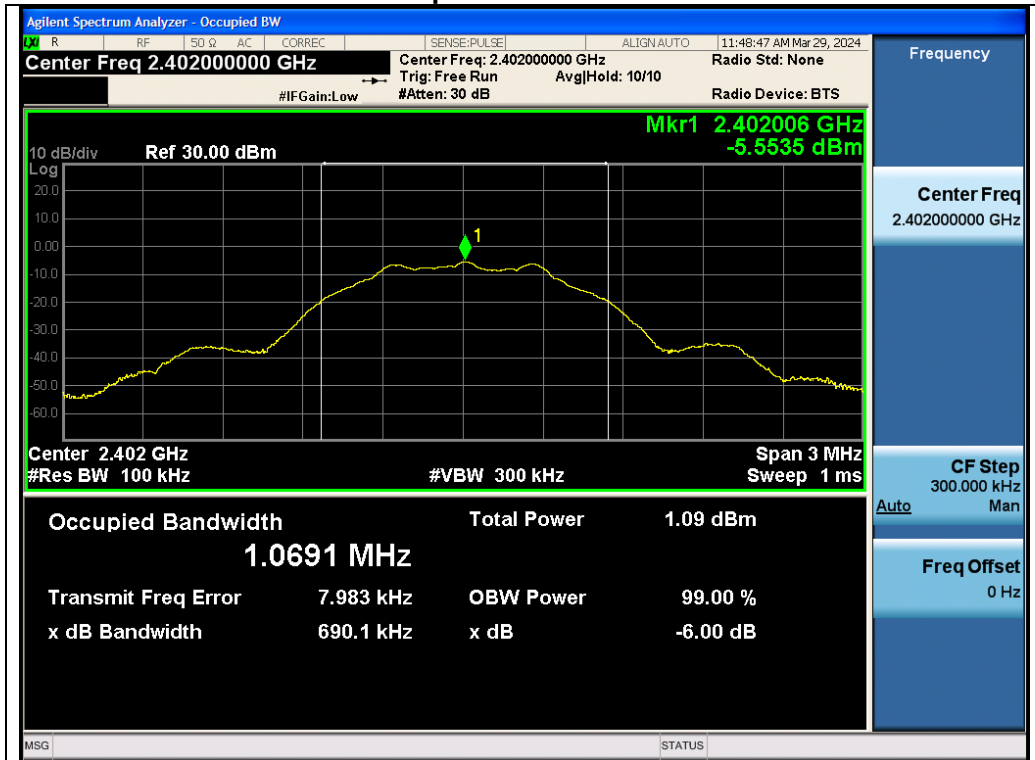 Agilent Spectrum Analyzer - Occupied BW
LXI R RF 50 Ω AC CORREC SENSE:PULSE ALIGN AUTO 11:48:47 AM Mar 29, 2024
Center Freq 2.402000000 GHz
Center Freq: 2.402000000 GHz Radio Std: None
Trig: Free Run Avg|Hold: 10/10
#IFGain:Low #Atten: 30 dB Radio Device: BTS
Mkr1 2.402006 GHz
10 dB/div Ref 30.00 dBm -5.5535 dBm
Log
20.0
10.0
0.00
1
-10.0
-20.0
-30.0
-40.0
-50.0
-60.0
Center 2.402 GHz Span 3 MHz
#Res BW 100 kHz #VBW 300 kHz Sweep 1 ms
Occupied Bandwidth Total Power 1.09 dBm
1.0691 MHz
Transmit Freq Error 7.983 kHz OBW Power 99.00 %
x dB Bandwidth 690.1 kHz x dB -6.00 dB
Frequency
Center Freq
2.402000000 GHz
CF Step
300.000 kHz
Auto Man
Freq Offset
0 Hz
MSG STATUS